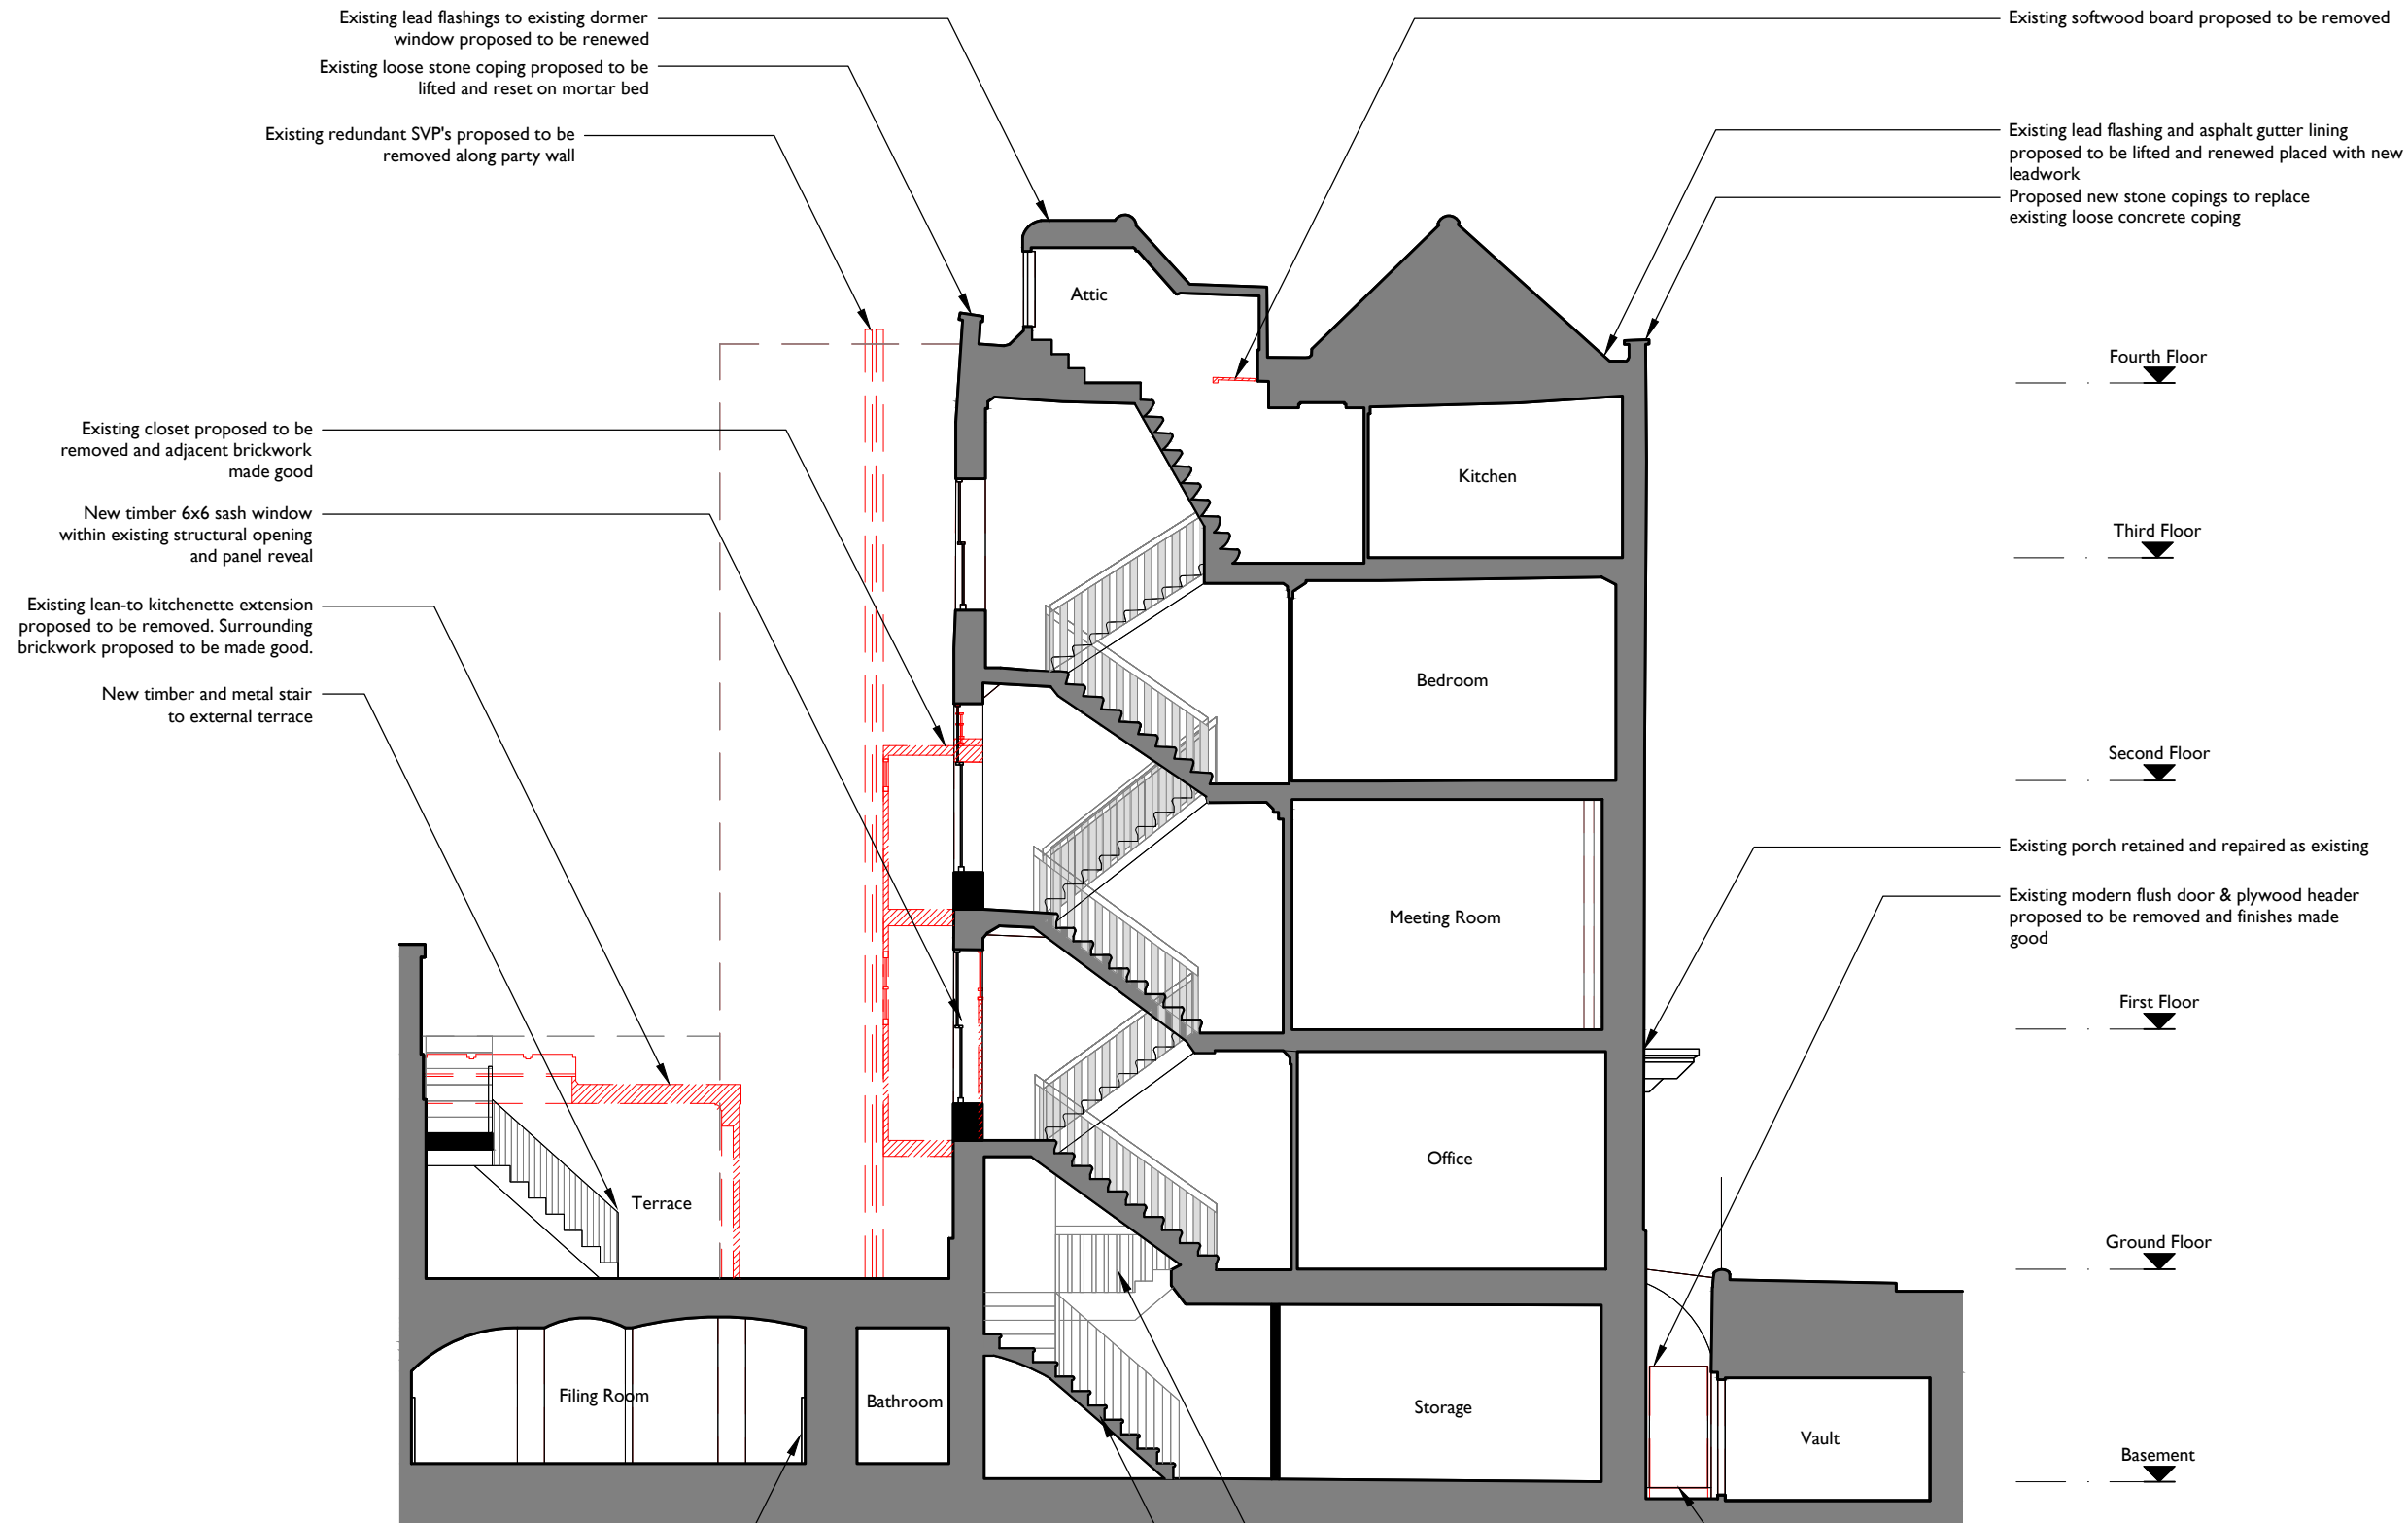 Existing lead flashings to existing dormer
window proposed to be renewed
Existing loose stone coping proposed to be
lifted and reset on mortar bed
Existing redundant SVP's proposed to be
removed along party wall
Existing softwood board proposed to be removed
Existing lead flashing and asphalt gutter lining
proposed to be lifted and renewed placed with new
leadwork
Proposed new stone copings to replace
existing loose concrete coping
Attic
Fourth Floor
Existing closet proposed to be
removed and adjacent brickwork
made good
Kitchen
New timber 6x6 sash window
within existing structural opening
and panel reveal
Third Floor
Existing lean-to kitchenette extension
proposed to be removed. Surrounding
brickwork proposed to be made good.
New timber and metal stair
to external terrace
Bedroom
Second Floor
Existing porch retained and repaired as existing
Existing modern flush door & plywood header
proposed to be removed and finishes made
good
Meeting Room
First Floor
Office
Terrace
Ground Floor
Filing Room
Bathroom
Storage
Vault
Basement